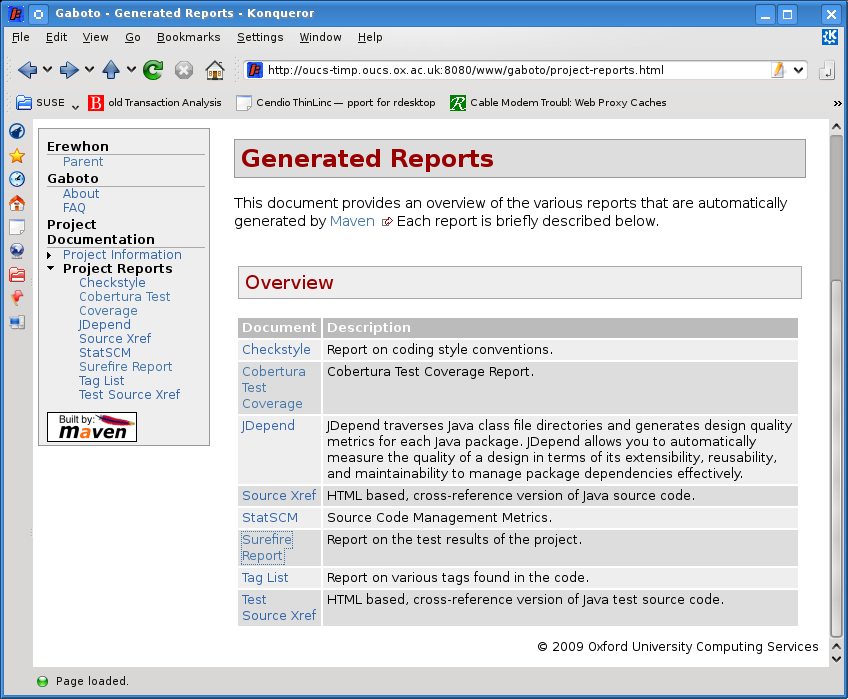 Gaboto - Generated Reports - Konqueror
File Edit View Go Bookmarks Settings Window Help
http://oucs-timp.oucs.ox.ac.uk:8080/www/gaboto/project-reports.html
SUSE old Transaction Analysis Cendio ThinLinc — pport for rdesktop Cable Modem Troubl: Web Proxy Caches »
Erewhon
Parent
Gaboto
About
FAQ
Project
Documentation
Project Information
Project Reports
Checkstyle
Cobertura Test
Coverage
JDepend
Source Xref
StatSCM
Surefire Report
Tag List
Test Source Xref
Built by:
maven
Generated Reports
This document provides an overview of the various reports that are automatically
generated by Maven Each report is briefly described below.
Overview
Document Description
Checkstyle Report on coding style conventions.
Cobertura Cobertura Test Coverage Report.
Test
Coverage
JDepend JDepend traverses Java class file directories and generates design quality
metrics for each Java package. JDepend allows you to automatically
measure the quality of a design in terms of its extensibility, reusability,
and maintainability to manage package dependencies effectively.
Source Xref HTML based, cross-reference version of Java source code.
StatSCM Source Code Management Metrics.
Surefire Report on the test results of the project.
Report
Tag List Report on various tags found in the code.
Test HTML based, cross-reference version of Java test source code.
Source Xref
© 2009 Oxford University Computing Services
Page loaded.